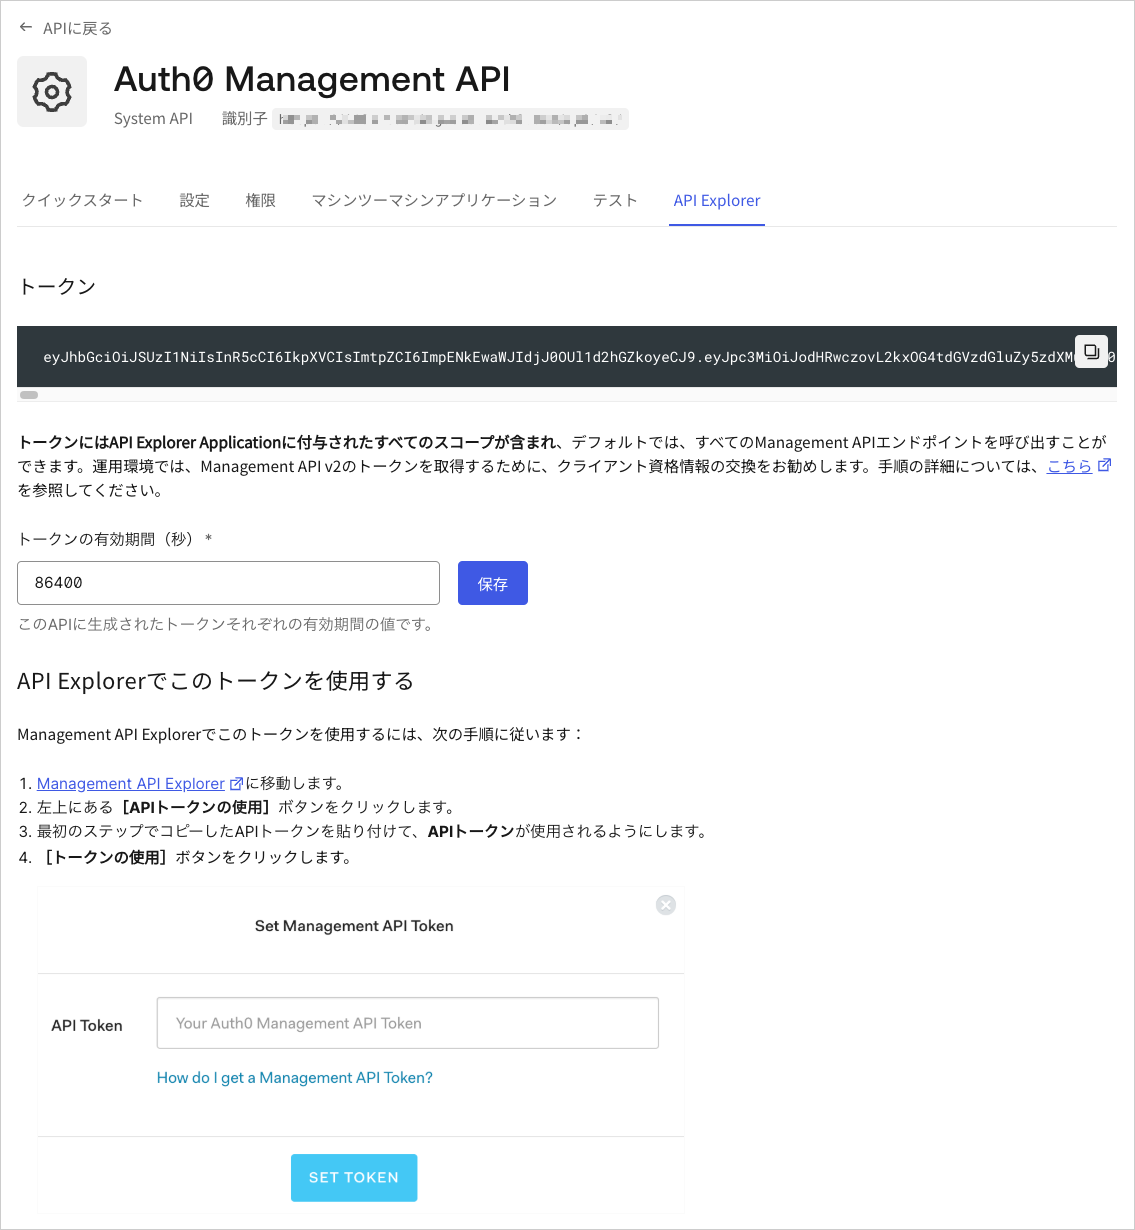 ← APIに戻る
Auth0 Management API
System API 識別子
クイックスタート 設定 権限 マシンツーマシンアプリケーション テスト API Explorer
トークン
eyJhbGciOiJSUzI1NiIsInR5cCI6IkpXVCIsImtpZCI6ImpENkEwaWJIdjJ0OUl1d2hGZkoyeCJ9.eyJpc3MiOiJodHRwczovL2kxOG4tdGVzdGluZy5zdXM
トークンにはAPI Explorer Applicationに付与されたすべてのスコープが含まれ、デフォルトでは、すべてのManagement APIエンドポイントを呼び出すことが
できます。運用環境では、Management API v2のトークンを取得するために、クライアント資格情報の交換をお勧めします。手順の詳細については、こちら
を参照してください。
トークンの有効期間（秒） *
86400 保存
このAPIに生成されたトークンそれぞれの有効期間の値です。
API Explorerでこのトークンを使用する
Management API Explorerでこのトークンを使用するには、次の手順に従います：
1. Management API Explorer に移動します。
2. 左上にある［APIトークンの使用］ボタンをクリックします。
3. 最初のステップでコピーしたAPIトークンを貼り付けて、APIトークンが使用されるようにします。
4. ［トークンの使用］ボタンをクリックします。
Set Management API Token
API Token Your Auth0 Management API Token
How do I get a Management API Token?
SET TOKEN